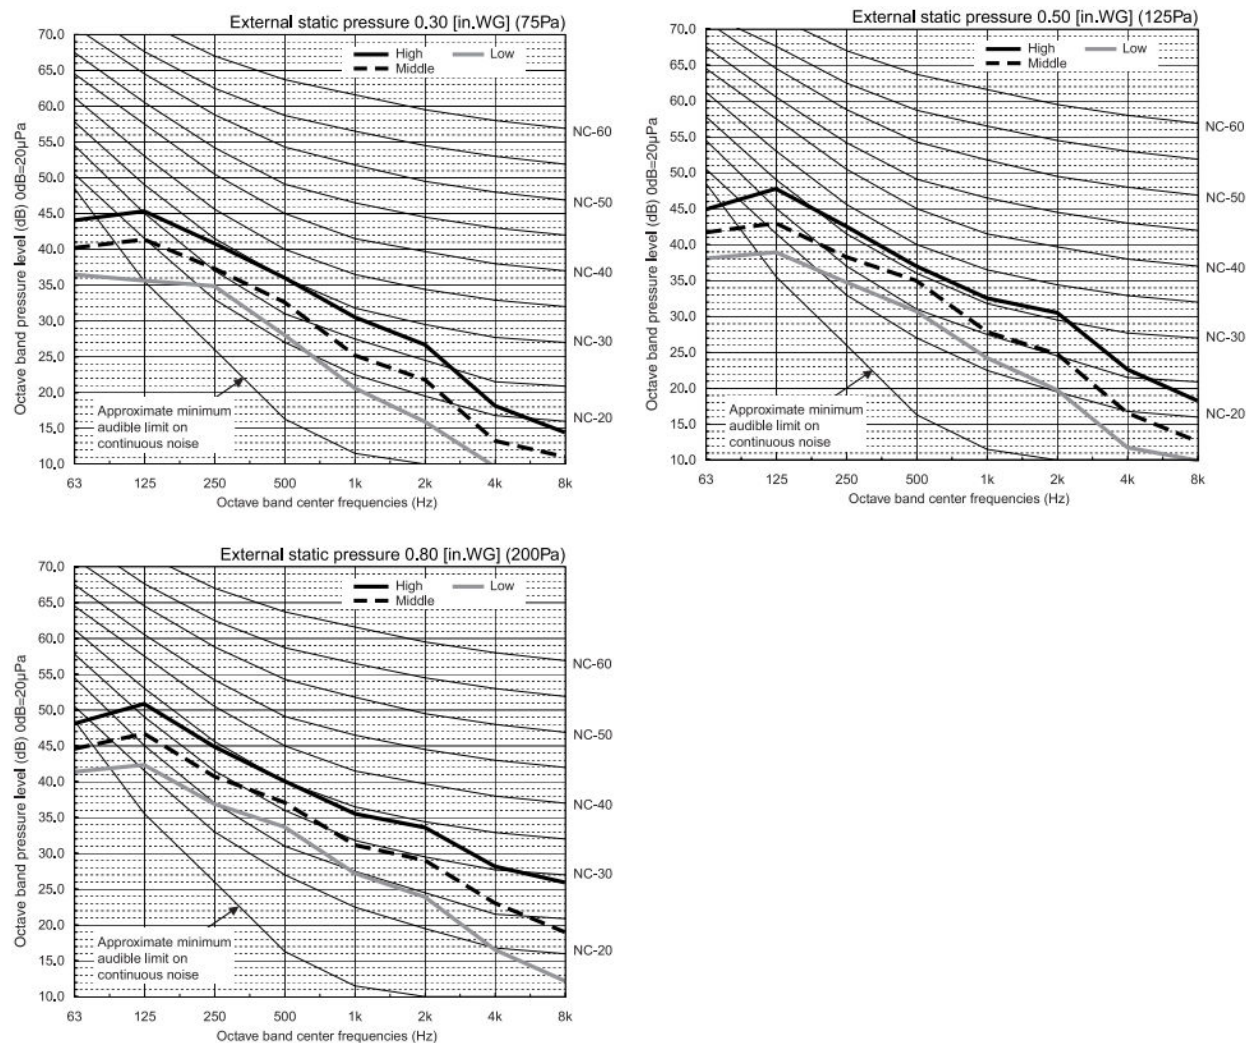 External static pressure 0.30 [in.WG] (75Pa)
70.0
65.0
60.0
55.0
50.0
45.0
40.0
35.0
30.0
25.0
20.0
15.0
10.0
Octave band pressure level (dB) 0dB=20μPa
High
Low
Middle
NC-60
NC-50
NC-40
NC-30
NC-20
Approximate minimum
audible limit on
continuous noise
63 125 250 500 1k 2k 4k 8k
Octave band center frequencies (Hz)
External static pressure 0.50 [in.WG] (125Pa)
70.0
65.0
60.0
55.0
50.0
45.0
40.0
35.0
30.0
25.0
20.0
15.0
10.0
Octave band pressure level (dB) 0dB=20μPa
High
Low
Middle
NC-60
NC-50
NC-40
NC-30
NC-20
Approximate minimum
audible limit on
continuous noise
63 125 250 500 1k 2k 4k 8k
Octave band center frequencies (Hz)
External static pressure 0.80 [in.WG] (200Pa)
70.0
65.0
60.0
55.0
50.0
45.0
40.0
35.0
30.0
25.0
20.0
15.0
10.0
Octave band pressure level (dB) 0dB=20μPa
High
Low
Middle
NC-60
NC-50
NC-40
NC-30
NC-20
Approximate minimum
audible limit on
continuous noise
63 125 250 500 1k 2k 4k 8k
Octave band center frequencies (Hz)